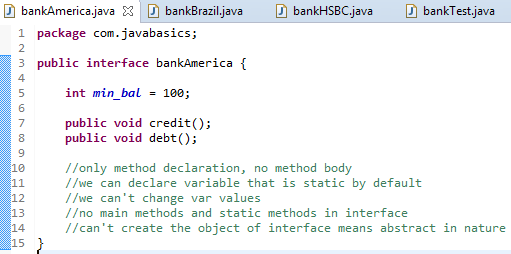 bankAmerica.java bankBrazil.java bankHSBC.java bankTest.java
1 package com.javabasics;
2
3 public interface bankAmerica {
4
5 int min_bal = 100;
6
7 public void credit();
8 public void debt();
9
10 //only method declaration, no method body
11 //we can declare variable that is static by default
12 //we can't change var values
13 //no main methods and static methods in interface
14 //can't create the object of interface means abstract in nature
15 }